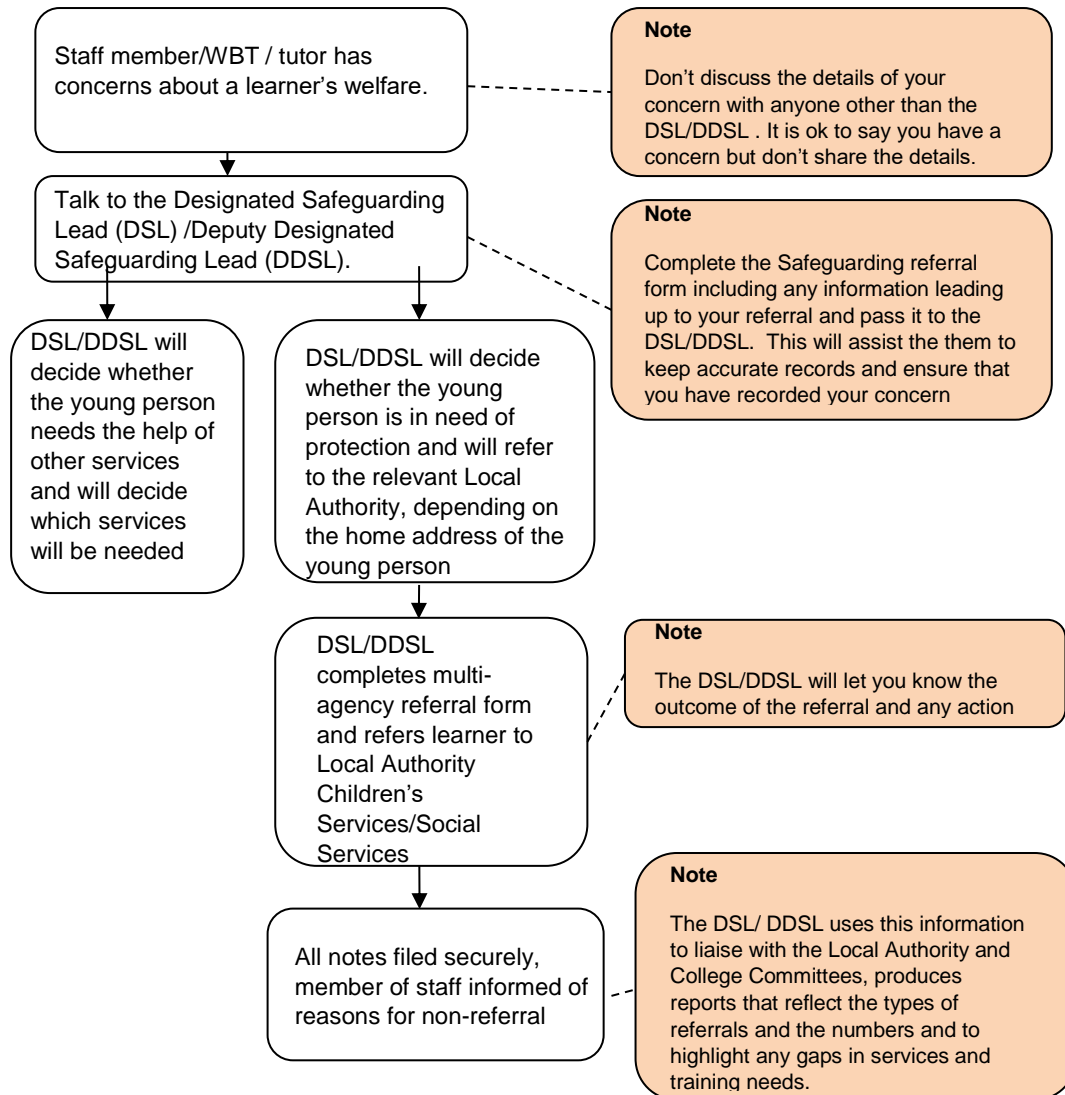 Staff member/WBT / tutor has
concerns about a learner’s welfare.
Note
Don’t discuss the details of your
concern with anyone other than the
DSL/DDSL . It is ok to say you have a
concern but don’t share the details.
Talk to the Designated Safeguarding
Lead (DSL) /Deputy Designated
Safeguarding Lead (DDSL).
Note
Complete the Safeguarding referral
form including any information leading
up to your referral and pass it to the
DSL/DDSL. This will assist the them to
keep accurate records and ensure that
you have recorded your concern
DSL/DDSL will
decide whether
the young person
needs the help of
other services
and will decide
which services
will be needed
DSL/DDSL will decide
whether the young
person is in need of
protection and will refer
to the relevant Local
Authority, depending on
the home address of the
young person
DSL/DDSL
completes multi-
agency referral form
and refers learner to
Local Authority
Children’s
Services/Social
Services
Note
The DSL/DDSL will let you know the
outcome of the referral and any action
All notes filed securely,
member of staff informed of
reasons for non-referral
Note
The DSL/ DDSL uses this information
to liaise with the Local Authority and
College Committees, produces
reports that reflect the types of
referrals and the numbers and to
highlight any gaps in services and
training needs.